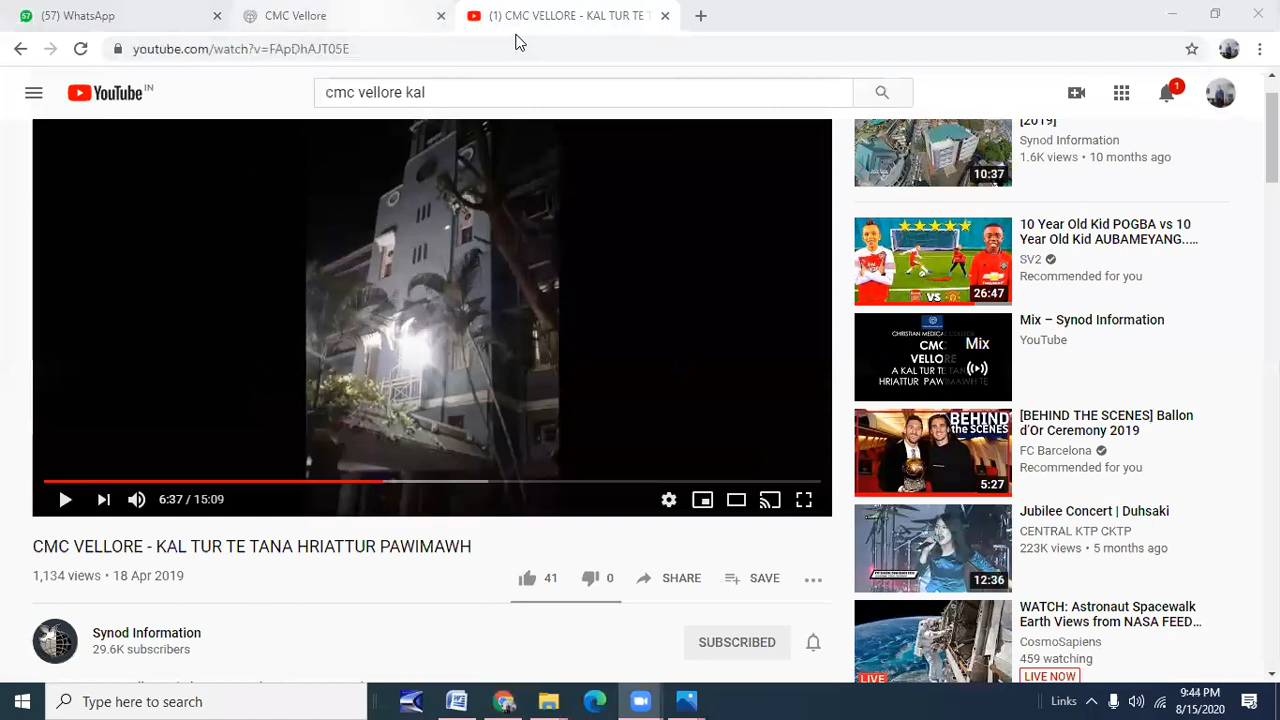 (57) WhatsApp
CMC Vellore
(1) CMC VELLORE - KAL TUR TE T
youtube.com/watch?v=FApDhAJT05E
YouTube IN
cmc vellore kal
1
[2019]
Synod Information
1.6K views • 10 months ago
10:37
10 Year Old Kid POGBA vs 10
Year Old Kid AUBAMEYANG..…
SV2
Recommended for you
VS
26:47
Mix – Synod Information
YouTube
CHRISTIAN MEDICAL COLLEGE
CMC
VELLORE
A KAL TUR TE TANA
HRIATTUR PAWIMAWH TE
Mix
[BEHIND THE SCENES] Ballon
d'Or Ceremony 2019
FC Barcelona
Recommended for you
BEHIND
the SCENES
5:27
Jubilee Concert | Duhsaki
CENTRAL KTP CKTP
223K views • 5 months ago
12:36
WATCH: Astronaut Spacewalk
Earth Views from NASA FEED…
CosmoSapiens
459 watching
LIVE NOW
LIVE
6:37 / 15:09
CMC VELLORE - KAL TUR TE TANA HRIATTUR PAWIMAWH
1,134 views • 18 Apr 2019
41
0
SHARE
SAVE
Synod Information
29.6K subscribers
SUBSCRIBED
Type here to search
Links
9:44 PM
8/15/2020